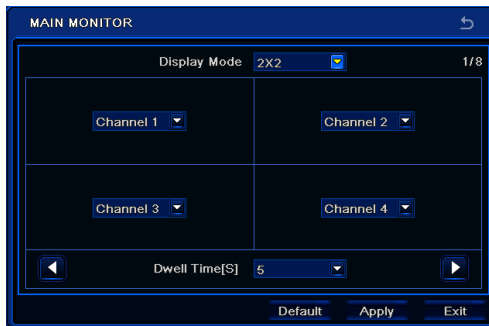 MAIN MONITOR
Display Mode 2X2 1/8
Channel 1 Channel 2
Channel 3 Channel 4
Dwell Time[S] 5
Default Apply Exit